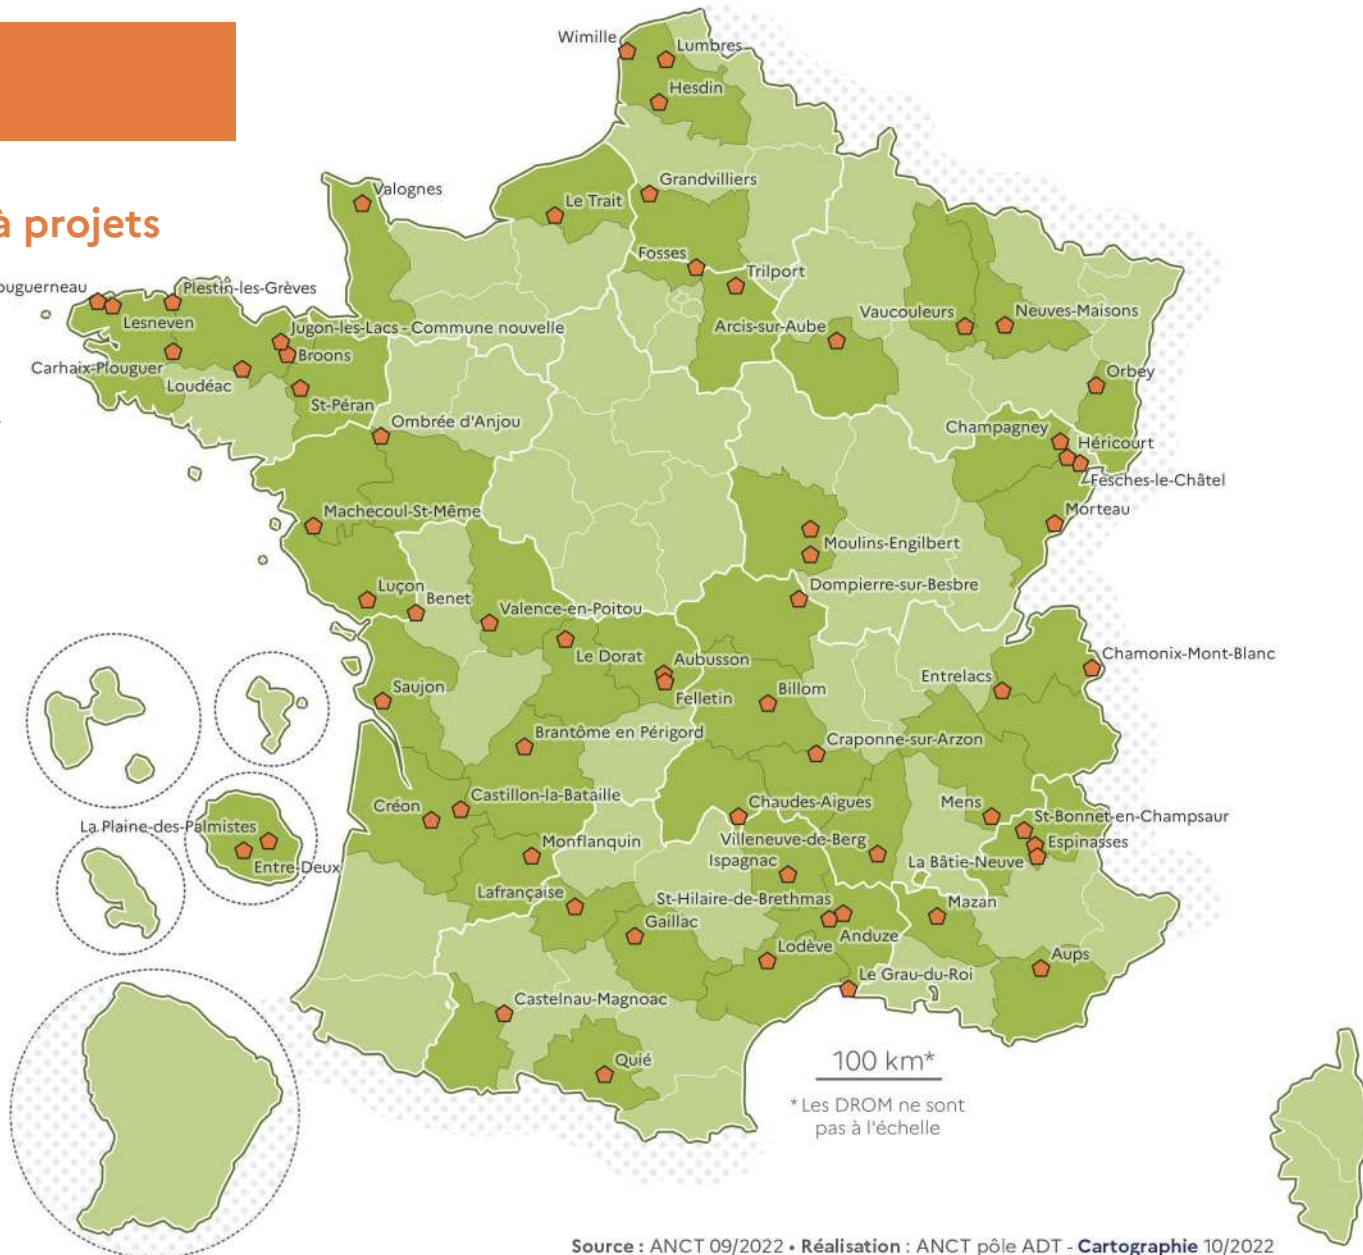 Wimille
Lumbres
Hesdin
Valognes
Le Trait
Grandvilliers
à projets
Fosses
Trilport
Plestin-les-Grèves
Lesneven
Jugon-les-Lacs - Commune nouvelle
Arcis-sur-Aube
Vaucouleurs
Neuves-Maisons
Broons
Carhaix-Plouguer
Loudéac
Orbey
St-Péran
Ombrée d'Anjou
Champagney
Héricourt
Fesches-le-Châtel
Machecoul-St-Même
Morteau
Moulins-Engilbert
Luçon
Benet
Valence-en-Poitou
Dompierre-sur-Besbre
Le Dorat
Aubusson
Chamonix-Mont-Blanc
Saujon
Felletin
Billom
Entrelacs
Brantôme en Périgord
Craponne-sur-Arzon
Créon
Castillon-la-Bataille
Chaudes-Aigues
Mens
St-Bonnet-en-Champsaur
La Plaine-des-Palmistes
Monflanquin
Villeneuve-de-Berg
Espinasses
Entre-Deux
Ispagnac
La Bâtie-Neuve
Lafrançaise
St-Hilaire-de-Brethmas
Mazan
Gaillac
Anduze
Lodève
Aups
Le Grau-du-Roi
Castelnau-Magnoac
Quié
100 km*
*Les DROM ne sont
pas à l'échelle
Source : ANCT 09/2022 • Réalisation : ANCT pôle ADT - Cartographie 10/2022